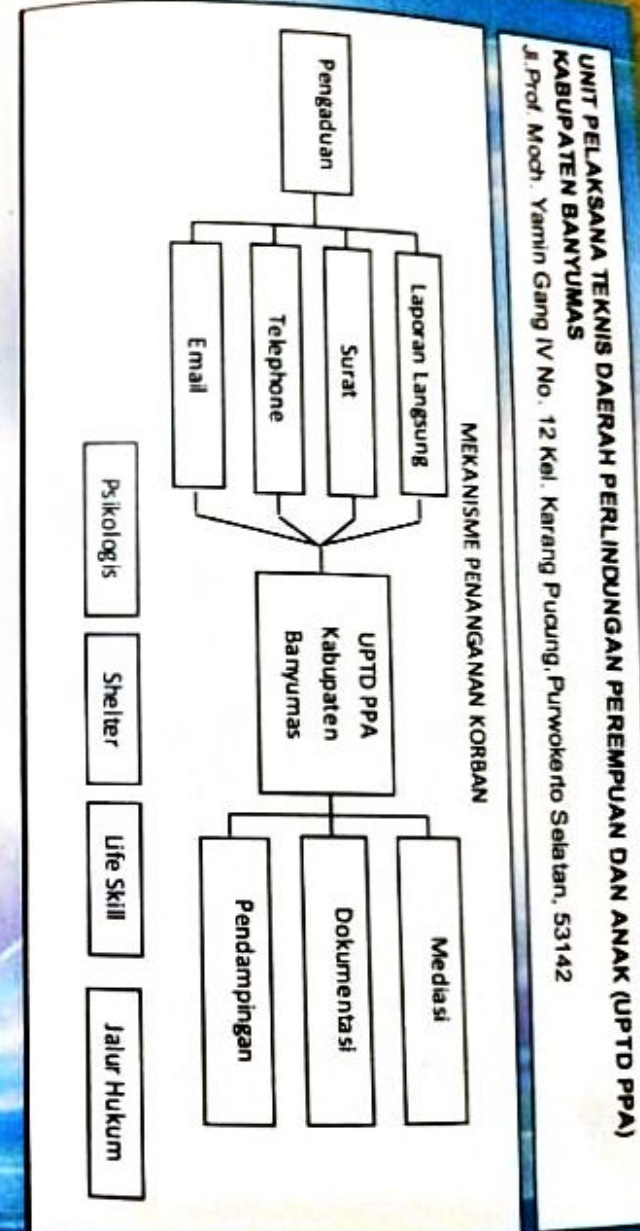 UNIT PELAKSANA TEKNIS DAERAH PERLINDUNGAN PEREMPUAN DAN ANAK (UPTD PPA)
KABUPATEN BANYUMAS
Jl.Prof. Moch. Yamin Gang IV No. 12 Kel. Karang Pucung, Purwokerto Selatan, 53142
MEKANISME PENANGANAN KORBAN
Pengaduan
Laporan Langsung
Surat
Telephone
Email
UPTD PPA
Kabupaten
Banyumas
Mediasi
Dokumentasi
Pendampingan
Psikologis
Shelter
Life Skill
Jalur Hukum